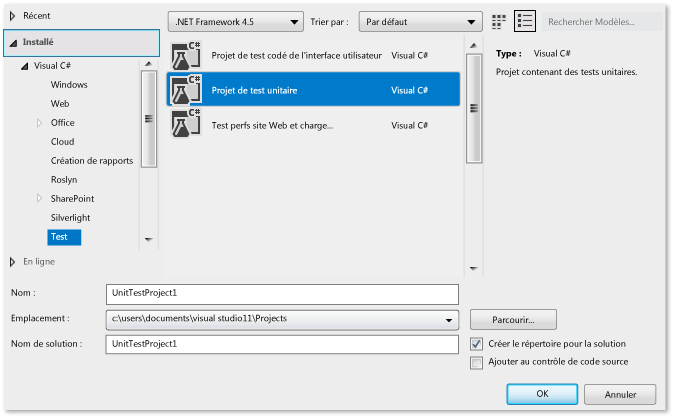 Récent
.NET Framework 4.5
Trier par :
Par défaut
Rechercher Modèles...
Installé
Visual C#
Windows
Web
Office
Cloud
Création de rapports
Roslyn
SharePoint
Silverlight
Test
En ligne
C#
Projet de test codé de l'interface utilisateur Visual C#
C#
Projet de test unitaire Visual C#
C#
Test perfs site Web et charge... Visual C#
Type : Visual C#
Projet contenant des tests unitaires.
Nom : UnitTestProject1
Emplacement : c:\users\documents\visual studio11\Projects
Parcourir...
Nom de solution : UnitTestProject1
Créer le répertoire pour la solution
Ajouter au contrôle de code source
OK
Annuler